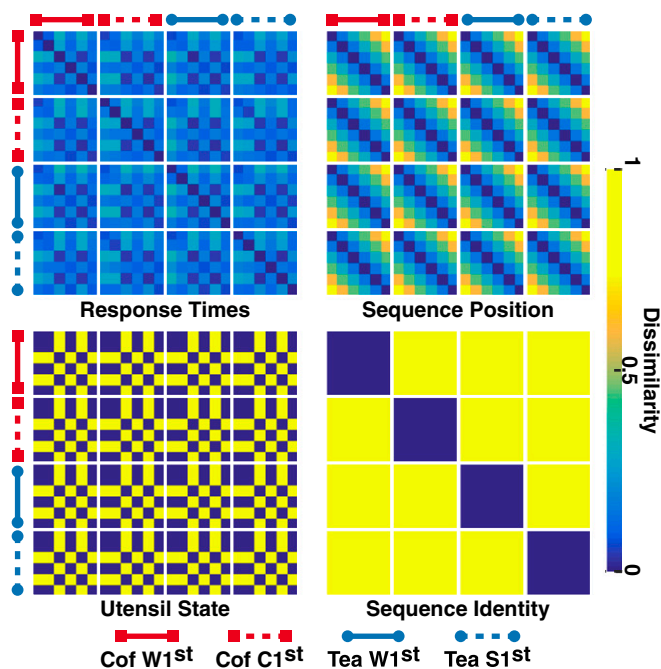 Response Times
Sequence Position
1
0.5
0
Dissimilarity
Utensil State
Sequence Identity
Cof W1st
Cof C1st
Tea W1st
Tea S1st